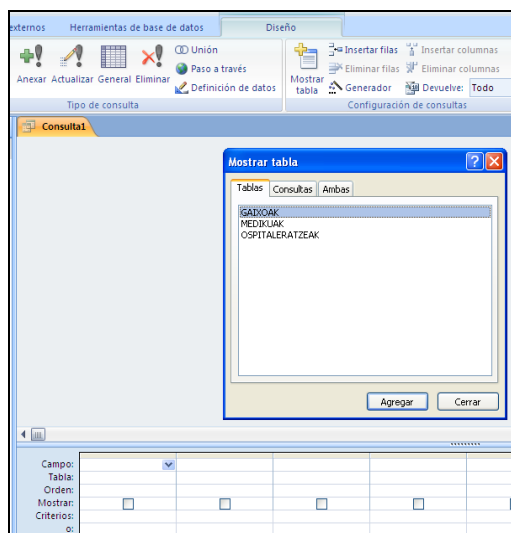 externos Herramientas de base de datos Diseño
Unión
Paso a través
Definición de datos
Anexar Actualizar General Eliminar
Tipo de consulta
Mostrar tabla
Insertar filas
Eliminar filas
Generador
Insertar columnas
Eliminar columnas
Devuelve: Todo
Configuración de consultas
Consulta1
Mostrar tabla
Tablas Consultas Ambas
GAIXOAK
MEDIKUAK
OSPITALERATZEAK
Agregar Cerrar
Campo:
Tabla:
Orden:
Mostrar:
Criterios:
o: